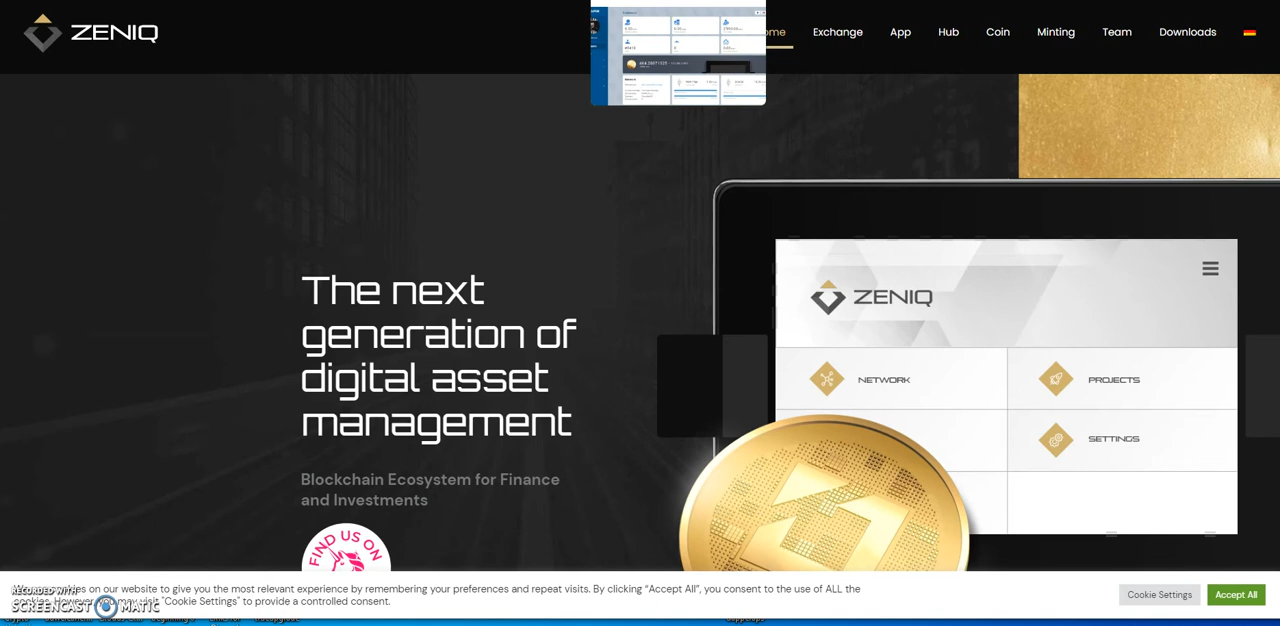 ZENIQ
Exchange
App
Hub
Coin
Minting
Team
Downloads
The next
generation of
digital asset
management
Blockchain Ecosystem for Finance
and Investments
FIND US ON
ZENIQ
NETWORK
PROJECTS
SETTINGS
cookies on our website to give you the most relevant experience by remembering your preferences and repeat visits. By clicking “Accept All”, you consent to the use of ALL the
cookies. However, you may visit "Cookie Settings" to provide a controlled consent.
Cookie Settings
Accept All
RECORDED WITH
SCREENCAST MATIC